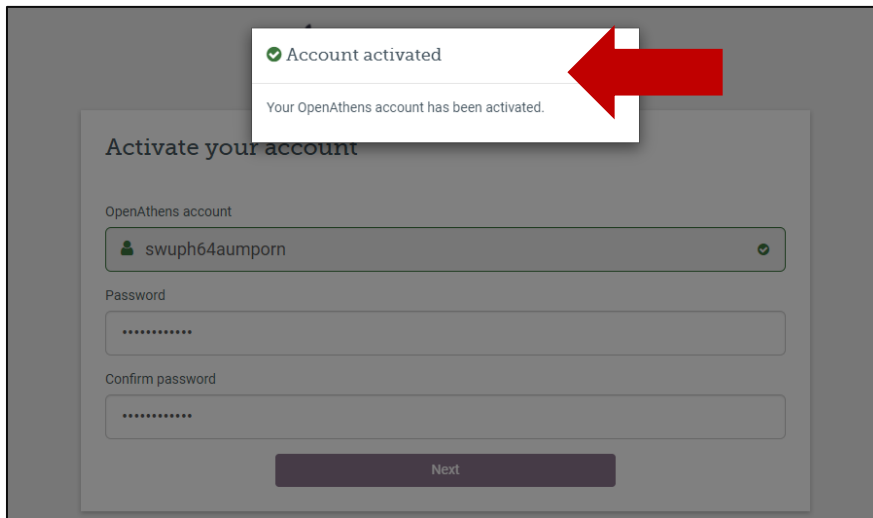 Account activated
Your OpenAthens account has been activated.
Activate your account
OpenAthens account
swuph64aumporn
Password
••••••••••••
Confirm password
••••••••••••
Next